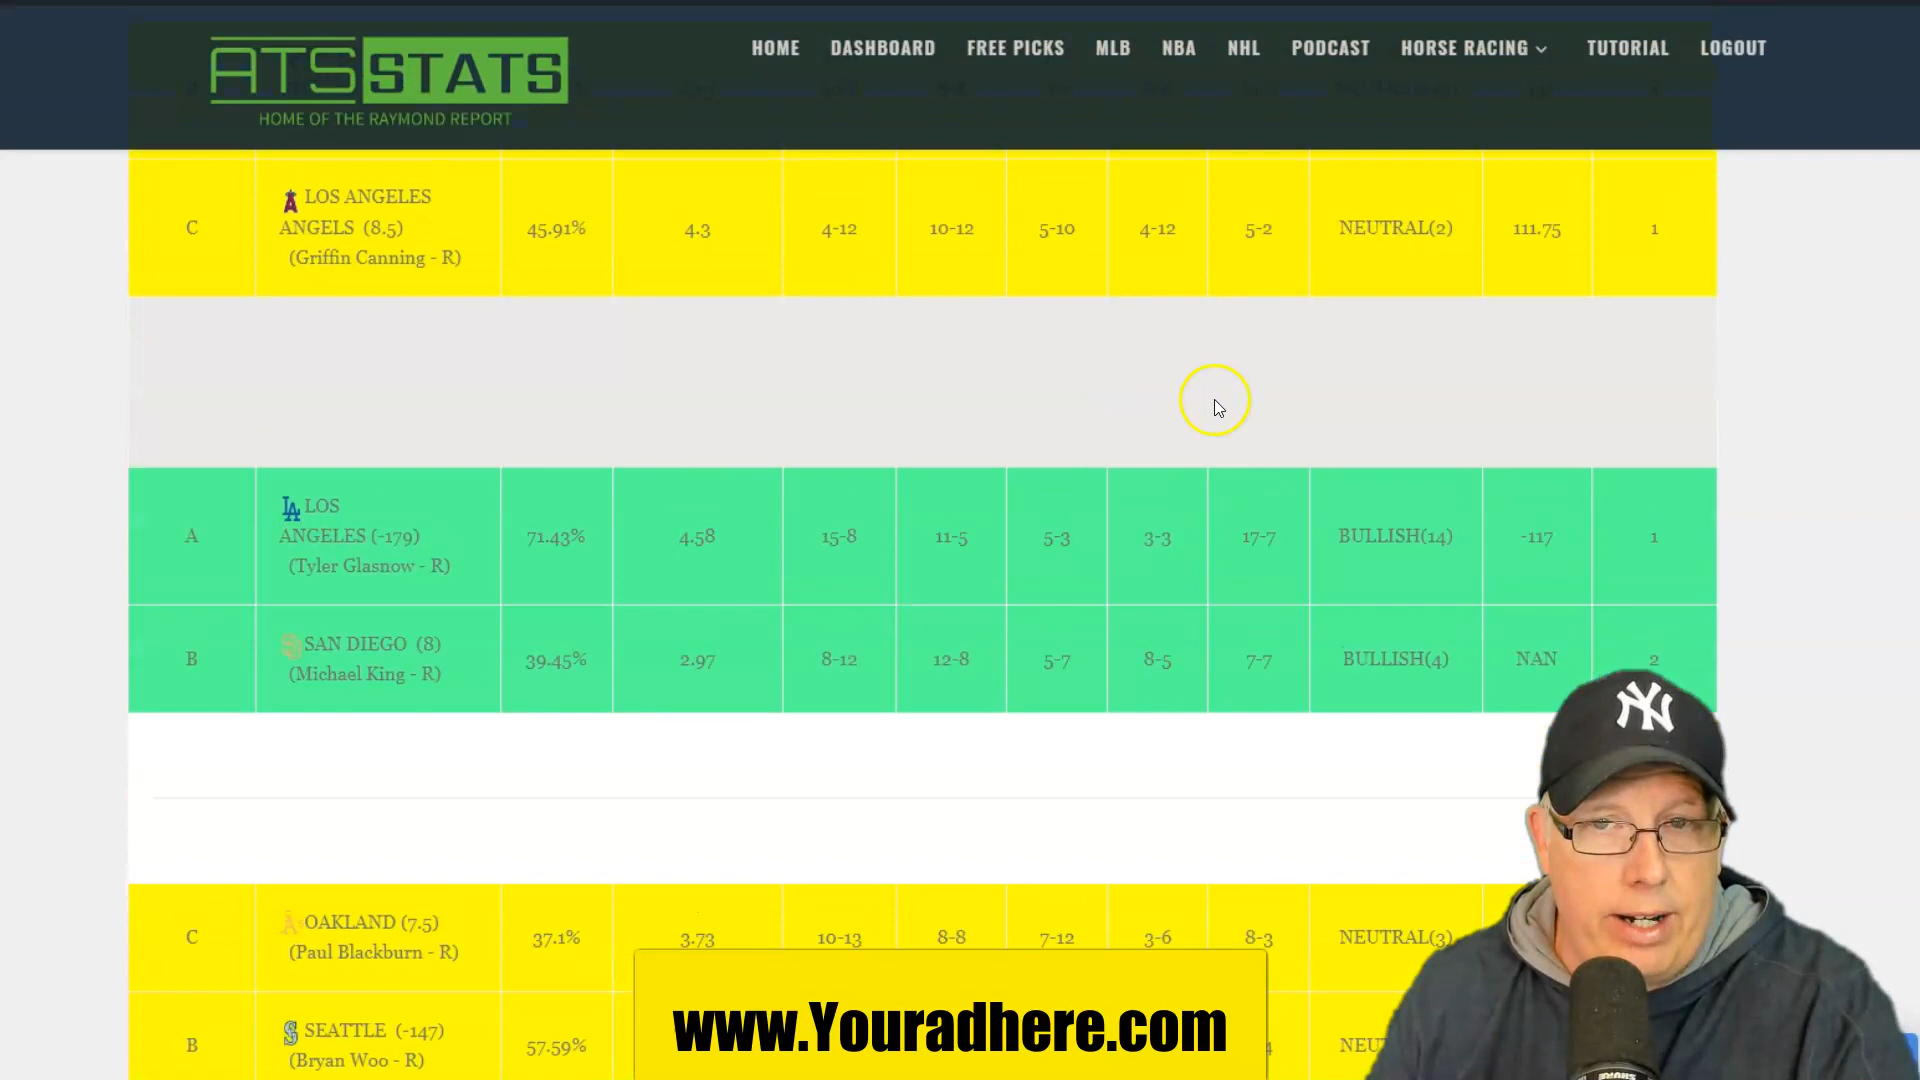 ATS STATS
HOME OF THE RAYMOND REPORT
HOME DASHBOARD FREE PICKS MLB NBA NHL PODCAST HORSE RACING TUTORIAL LOGOUT
C
LOS ANGELES
ANGELS (8.5)
(Griffin Canning - R)
45.91% 4.3 4-12 10-12 5-10 4-12 5-2 NEUTRAL(2) 111.75 1
A
LOS
ANGELES (-179)
(Tyler Glasnow - R)
71.43% 4.58 15-8 11-5 5-3 3-3 17-7 BULLISH(14) -117 1
B
SAN DIEGO (8)
(Michael King - R)
39.45% 2.97 8-12 12-8 5-7 8-5 7-7 BULLISH(4) NAN 2
C
OAKLAND (7.5)
(Paul Blackburn - R)
37.1% 3.73 10-13 8-8 7-12 3-6 8-3 NEUTRAL(3)
B
SEATTLE (-147)
(Bryan Woo - R)
57.59%
www.Youradhere.com
NY
SHURE